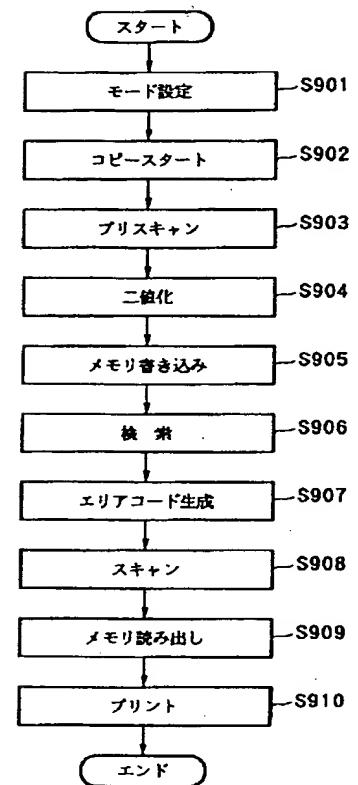 スタート
モード設定 S901
コピースタート S902
プリスキャン S903
二値化 S904
メモリ書き込み S905
検 索 S906
エリアコード生成 S907
スキャン S908
メモリ読み出し S909
プリント S910
エンド